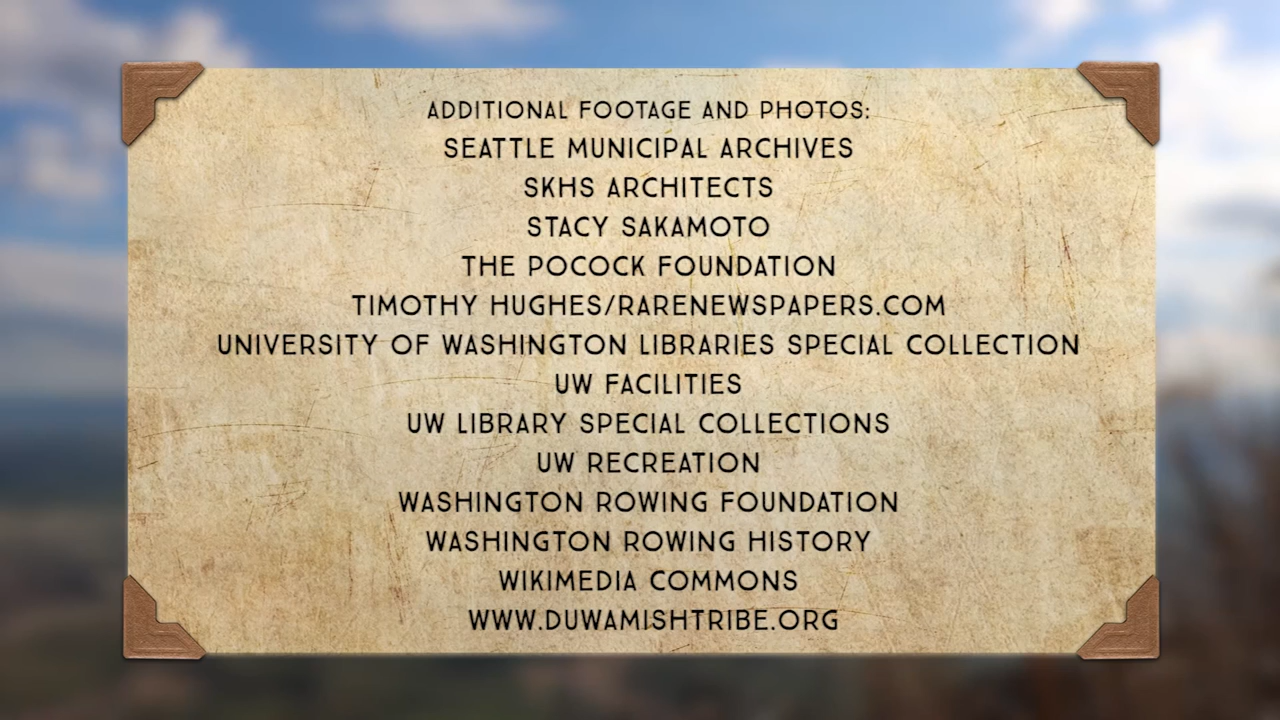 ADDITIONAL FOOTAGE AND PHOTOS:
SEATTLE MUNICIPAL ARCHIVES
SKHS ARCHITECTS
STACY SAKAMOTO
THE POCOCK FOUNDATION
TIMOTHY HUGHES/RARENEWSPAPERS.COM
UNIVERSITY OF WASHINGTON LIBRARIES SPECIAL COLLECTION
UW FACILITIES
UW LIBRARY SPECIAL COLLECTIONS
UW RECREATION
WASHINGTON ROWING FOUNDATION
WASHINGTON ROWING HISTORY
WIKIMEDIA COMMONS
WWW.DUWAMISHTRIBE.ORG